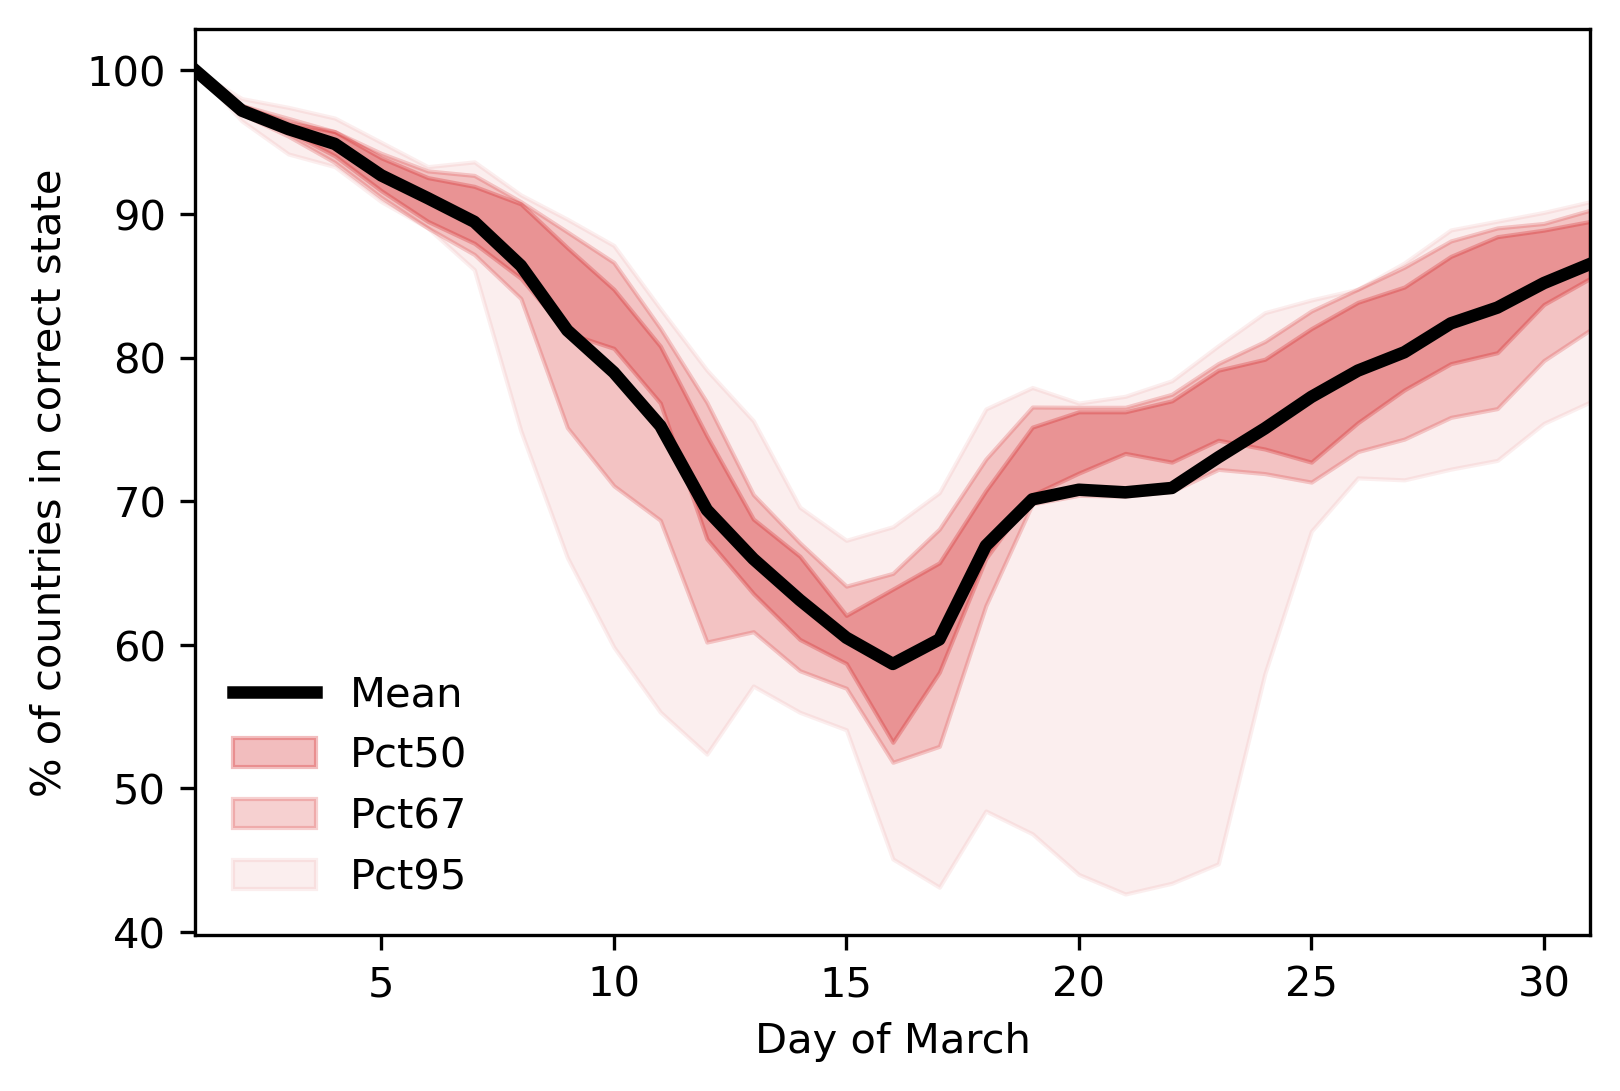 % of countries in correct state
100
90
80
70
60
50
40
Mean
Pct50
Pct67
Pct95
5 10 15 20 25 30
Day of March